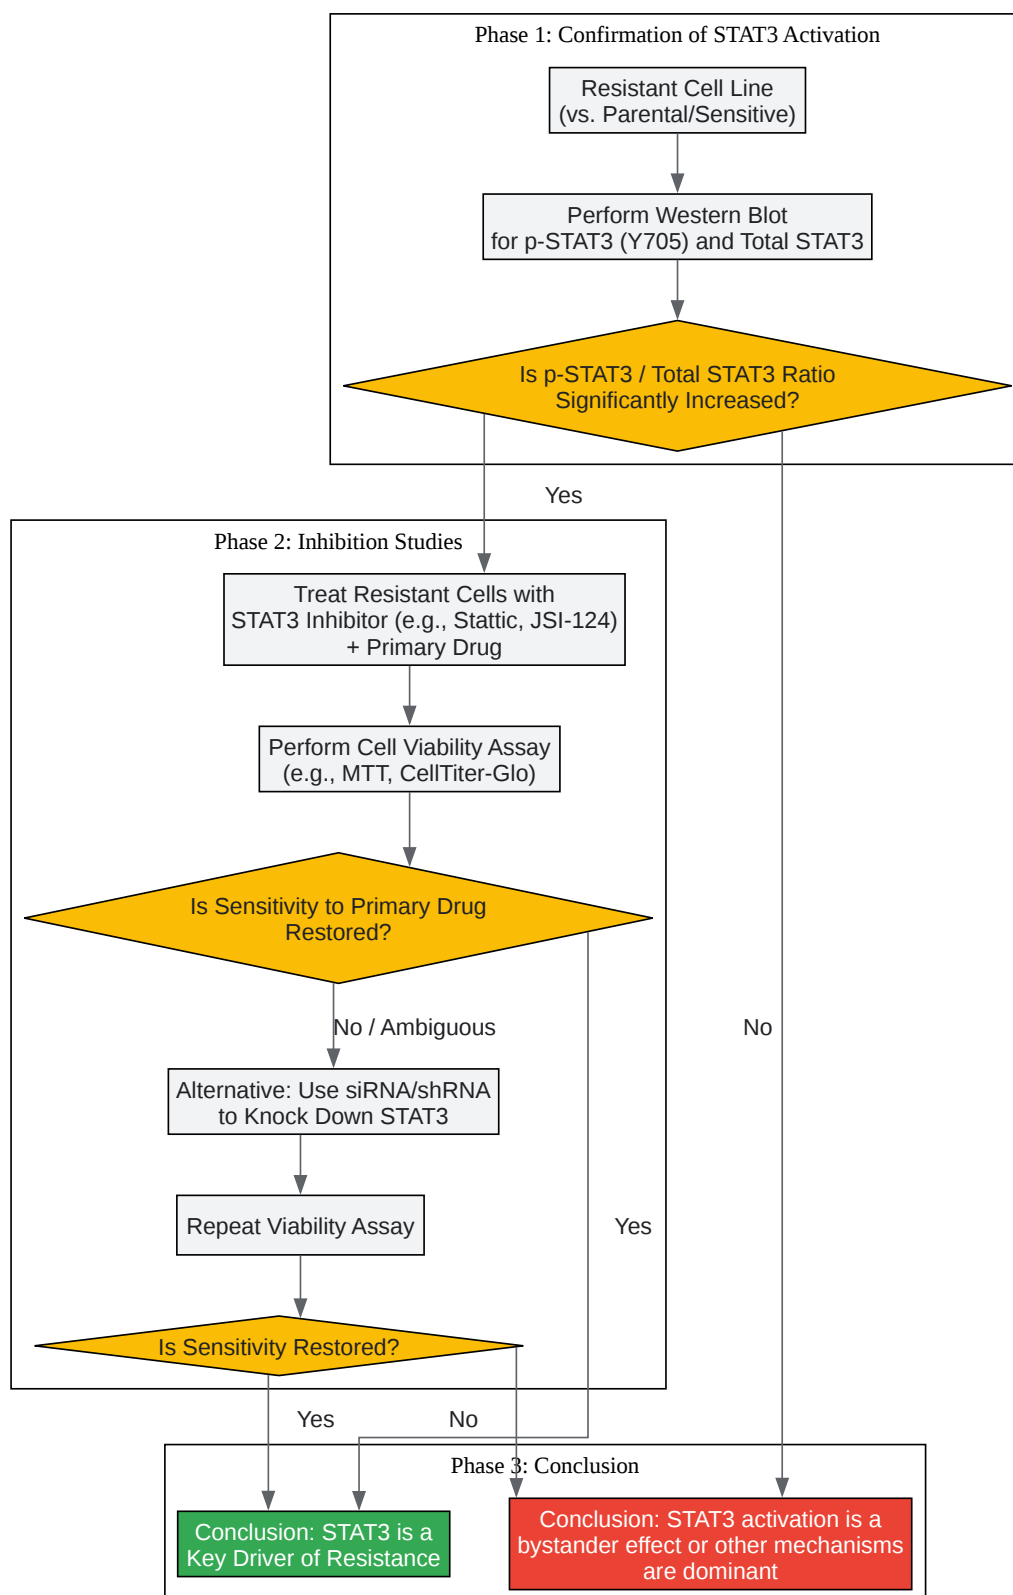 Phase 1: Confirmation of STAT3 Activation
Resistant Cell Line
(vs. Parental/Sensitive)
Perform Western Blot
for p-STAT3 (Y705) and Total STAT3
Is p-STAT3 / Total STAT3 Ratio
Significantly Increased?
Yes
Phase 2: Inhibition Studies
Treat Resistant Cells with
STAT3 Inhibitor (e.g., Stattic, JSI-124)
+ Primary Drug
Perform Cell Viability Assay
(e.g., MTT, CellTiter-Glo)
Is Sensitivity to Primary Drug
Restored?
No / Ambiguous
No
Alternative: Use siRNA/shRNA
to Knock Down STAT3
Repeat Viability Assay
Yes
Is Sensitivity Restored?
Yes
No
Phase 3: Conclusion
Conclusion: STAT3 is a
Key Driver of Resistance
Conclusion: STAT3 activation is a
bystander effect or other mechanisms
are dominant